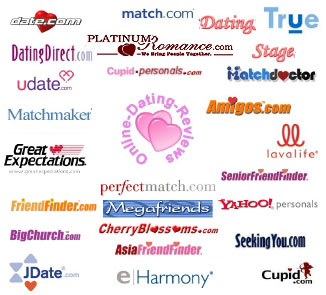 date.com
match.com
Dating
True
DatingDirect.com
PLATINUM
Romance.com
We Bring People Together.
Stage
udate.com
Cupid-personals.com
Matchdoctor
Matchmaker
Amigos.com
Online-Dating-Reviews
Great
Expectations
www.greatexpectations.com
lavalife
perfectmatch.com
SeniorFriendFinder
FriendFinder.com
Megafriends
YAHOO! personals
BigChurch.com
CherryBlossoms.com
AsiaFriendFinder
SeekingYou.com
JDate.com
e Harmony
Cupid.com